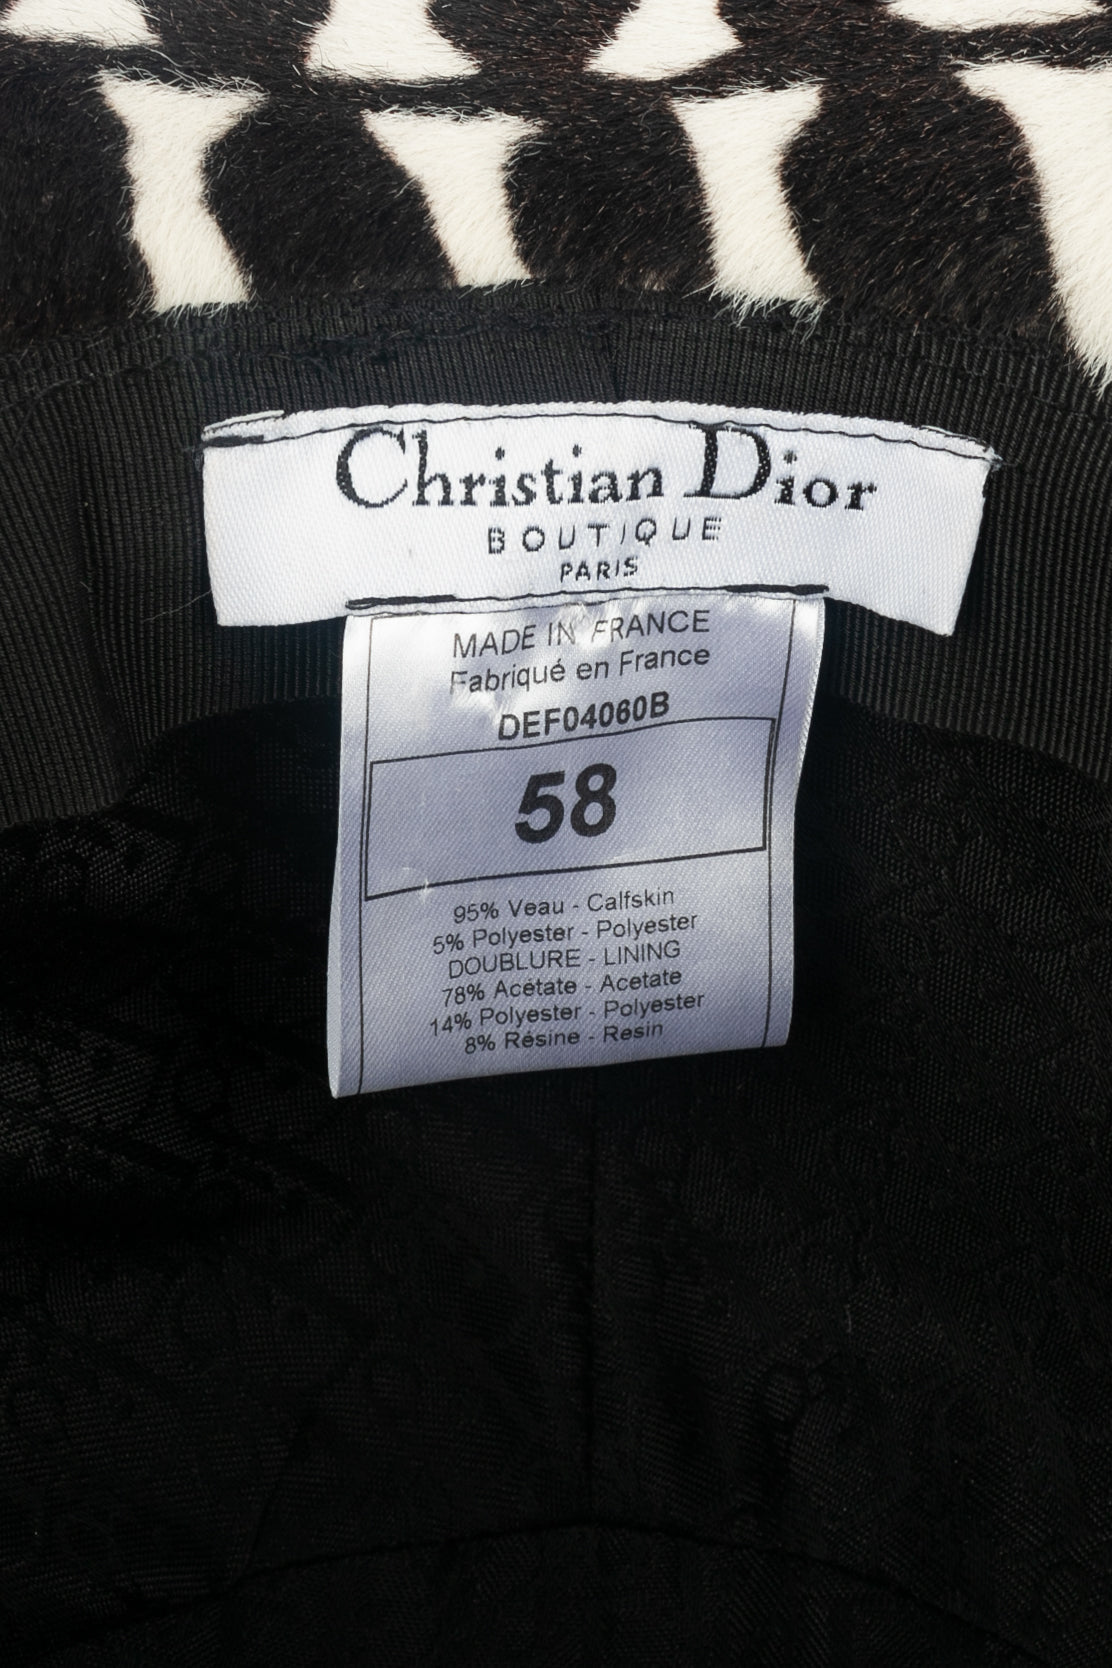 Christian Dior
BOUTIQUE
PARIS
MADE IN FRANCE
Fabriqué en France
DEF04060B
58
95% Veau - Calfskin
5% Polyester - Polyester
DOUBLURE - LINING
78% Acétate - Acetate
14% Polyester - Polyester
8% Résine - Resin